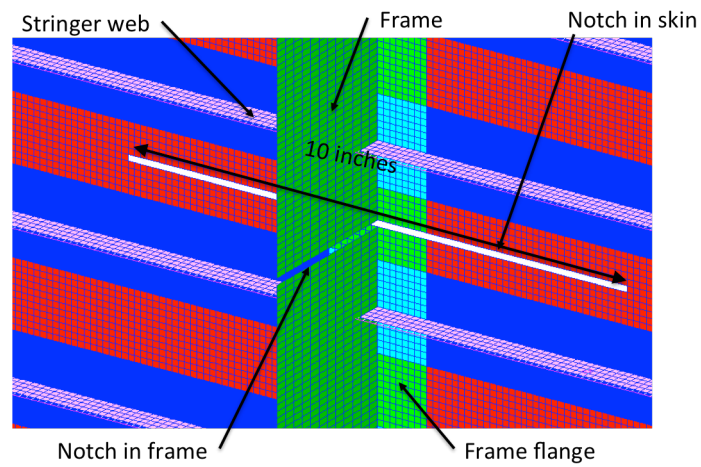 Stringer web
Frame
Notch in skin
10 inches
Notch in frame
Frame flange